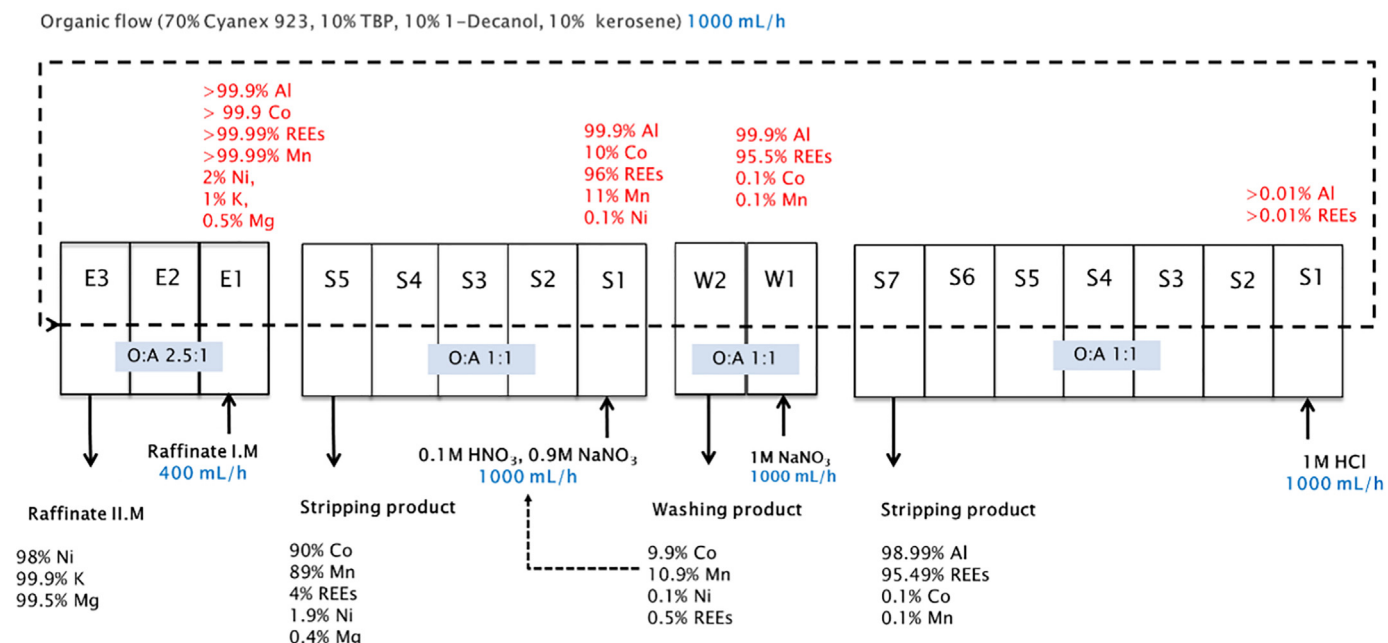 Organic flow (70% Cyanex 923, 10% TBP, 10% 1-Decanol, 10% kerosene) 1000 mL/h
>99.9% Al
> 99.9 Co
>99.99% REEs
>99.99% Mn
2% Ni,
1% K,
0.5% Mg
99.9% Al
10% Co
96% REEs
11% Mn
0.1% Ni
99.9% Al
95.5% REEs
0.1% Co
0.1% Mn
>0.01% Al
>0.01% REEs
E3 E2 E1
S5 S4 S3 S2 S1
W2 W1
S7 S6 S5 S4 S3 S2 S1
O:A 2.5:1
O:A 1:1
O:A 1:1
O:A 1:1
Raffinate I.M
400 mL/h
0.1M HNO₃, 0.9M NaNO₃
1000 mL/h
1M NaNO₃
1000 mL/h
1M HCl
1000 mL/h
Raffinate II.M
98% Ni
99.9% K
99.5% Mg
Stripping product
90% Co
89% Mn
4% REEs
1.9% Ni
0.4% Mg
Washing product
9.9% Co
10.9% Mn
0.1% Ni
0.5% REEs
Stripping product
98.99% Al
95.49% REEs
0.1% Co
0.1% Mn